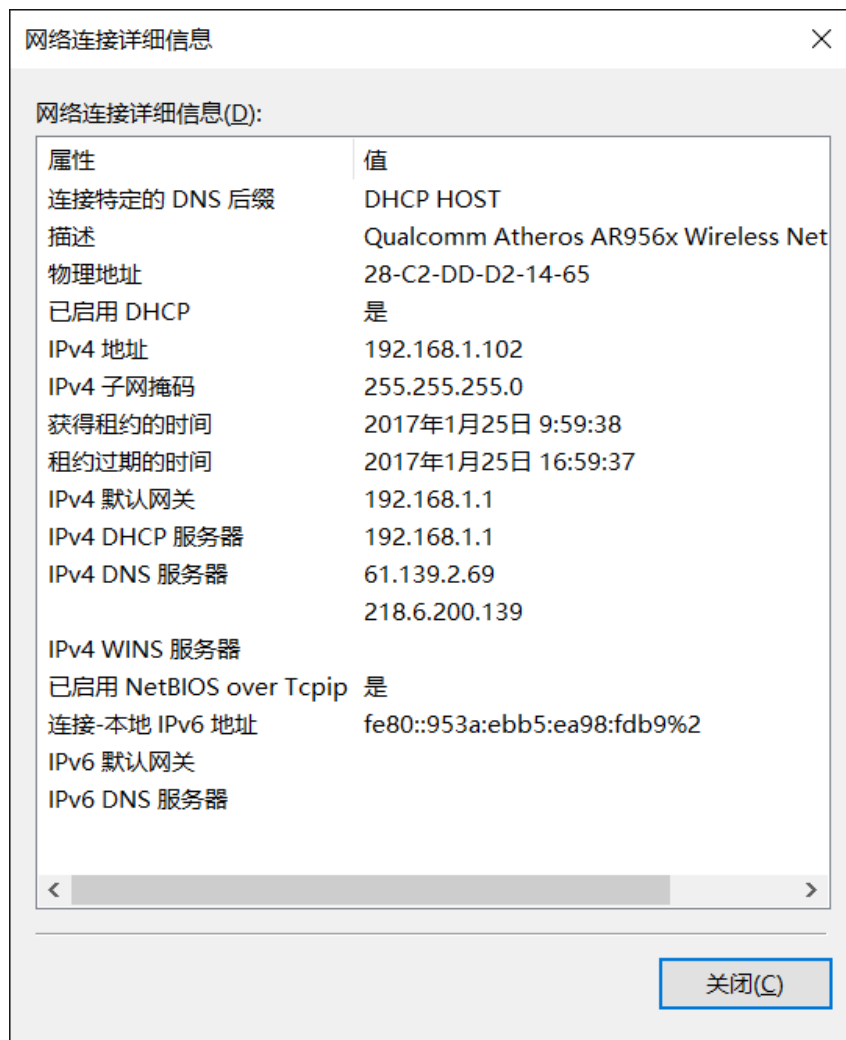 网络连接详细信息
网络连接详细信息(D):
属性 值
连接特定的 DNS 后缀 DHCP HOST
描述 Qualcomm Atheros AR956x Wireless Net
物理地址 28-C2-DD-D2-14-65
已启用 DHCP 是
IPv4 地址 192.168.1.102
IPv4 子网掩码 255.255.255.0
获得租约的时间 2017年1月25日 9:59:38
租约过期的时间 2017年1月25日 16:59:37
IPv4 默认网关 192.168.1.1
IPv4 DHCP 服务器 192.168.1.1
IPv4 DNS 服务器 61.139.2.69
218.6.200.139
IPv4 WINS 服务器
已启用 NetBIOS over Tcpip 是
连接-本地 IPv6 地址 fe80::953a:ebb5:ea98:fdb9%2
IPv6 默认网关
IPv6 DNS 服务器
关闭(C)